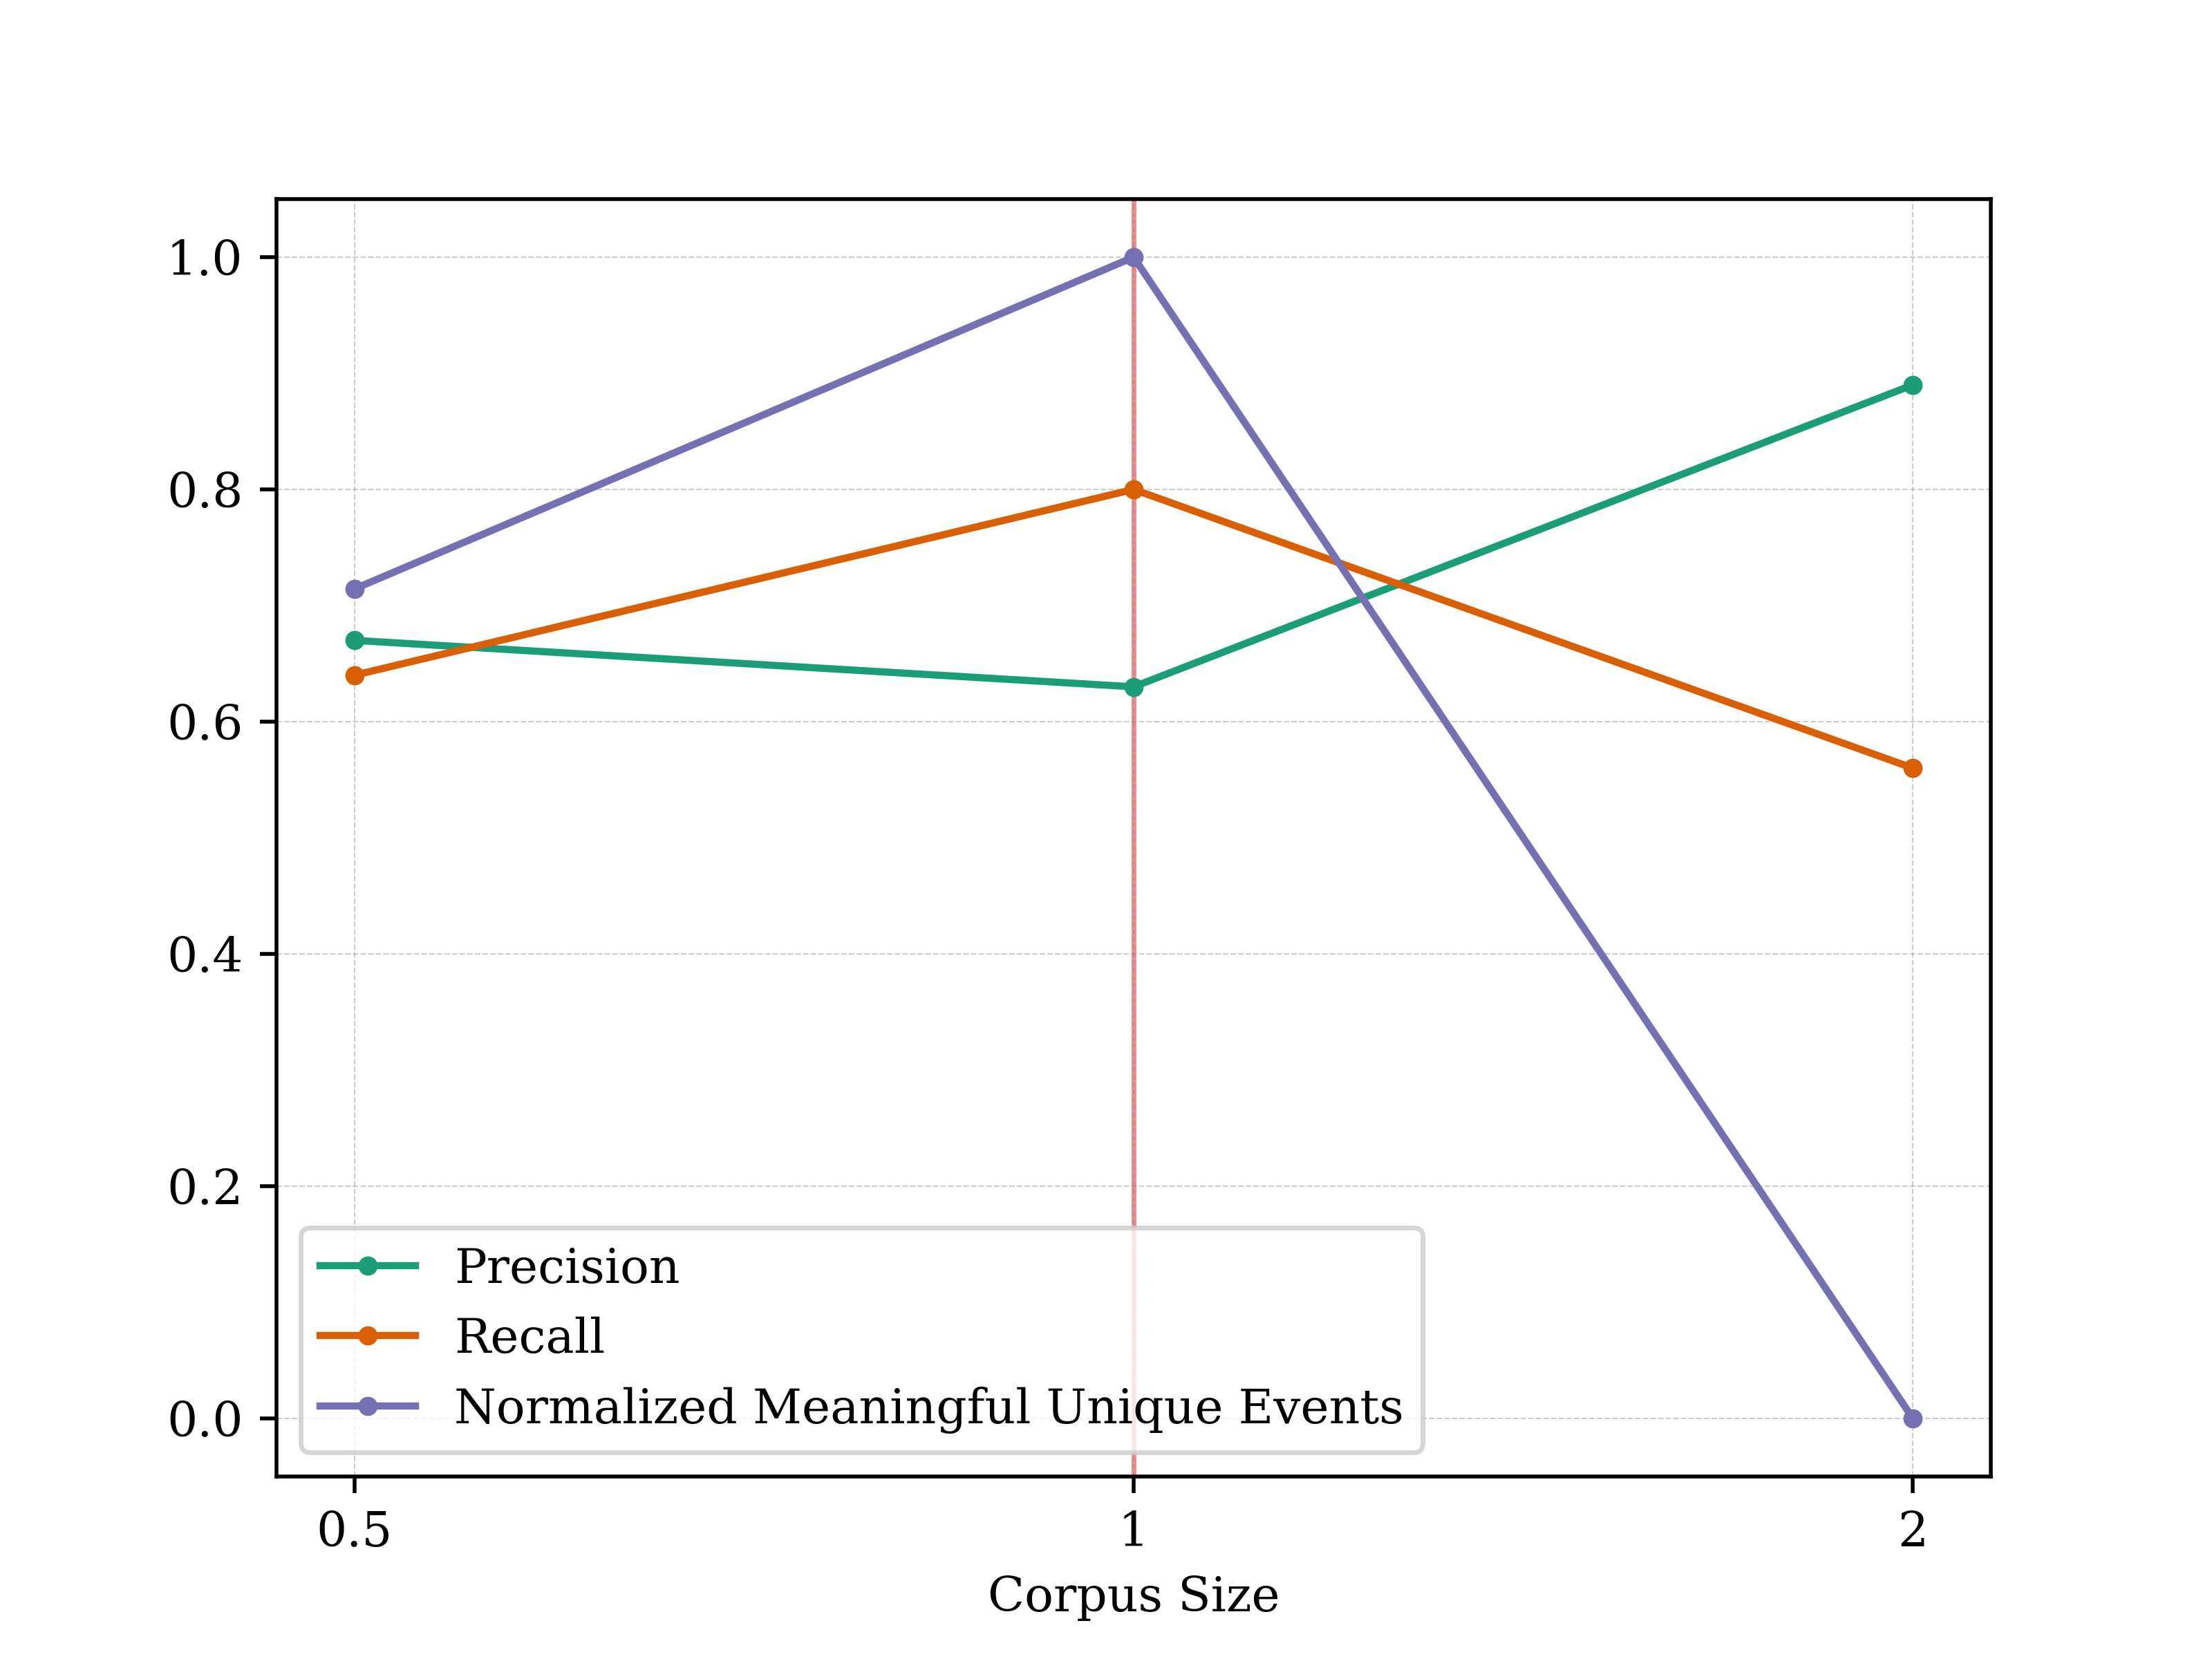 1.0
0.8
0.6
0.4
0.2
0.0
Precision
Recall
Normalized Meaningful Unique Events
0.5 1 2
Corpus Size